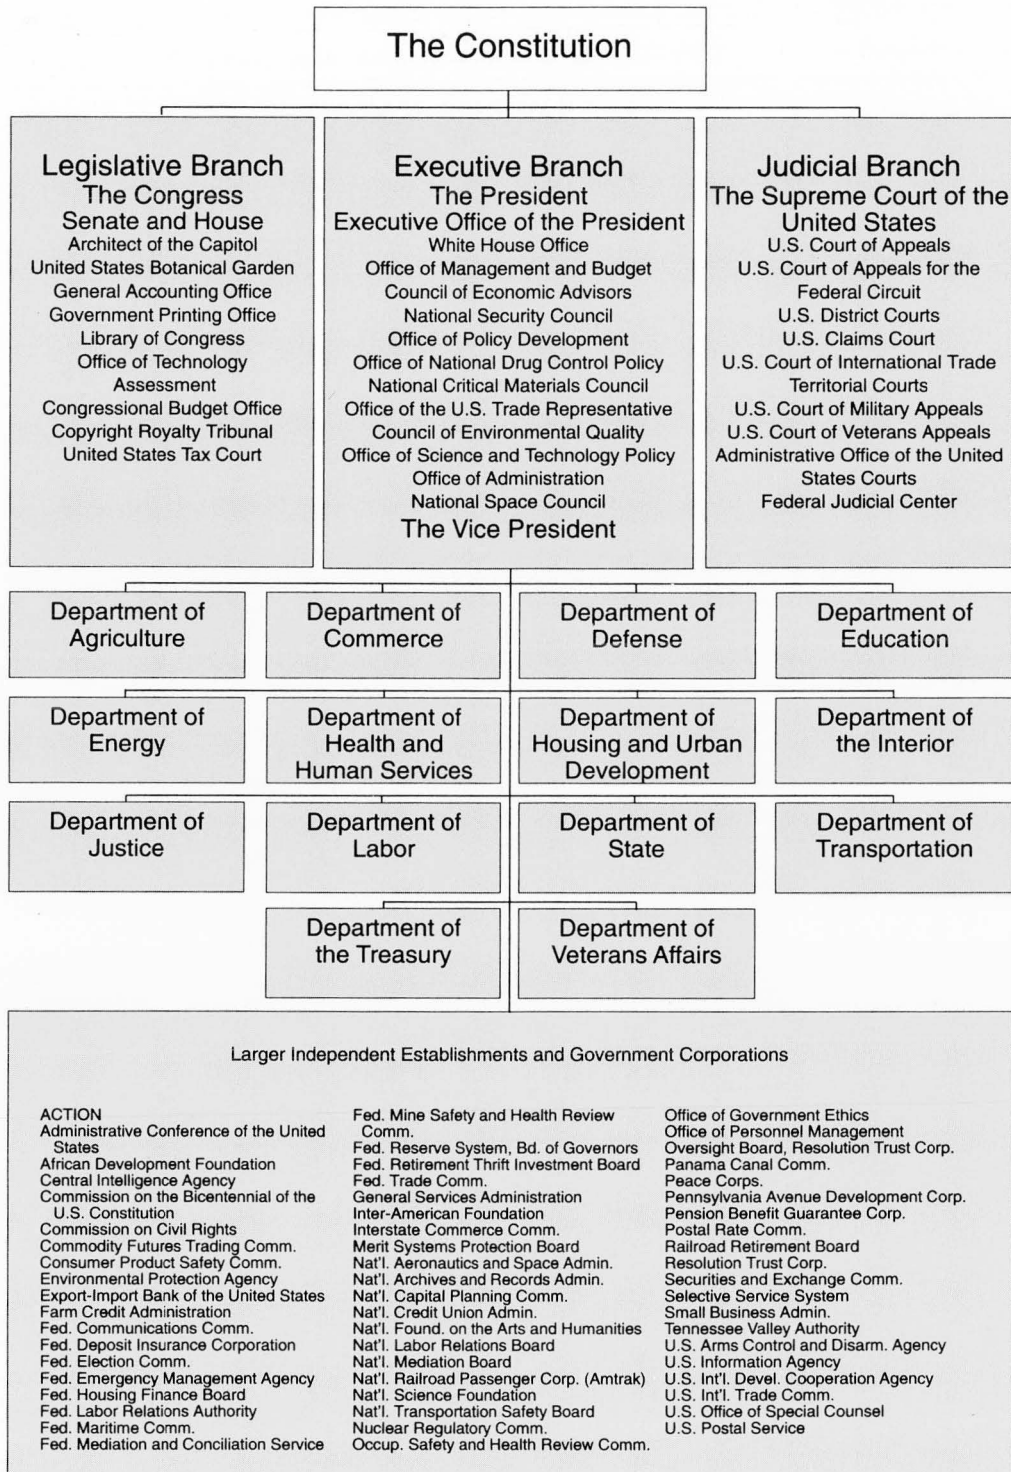 The Constitution
Legislative Branch
The Congress
Senate and House
Architect of the Capitol
United States Botanical Garden
General Accounting Office
Government Printing Office
Library of Congress
Office of Technology
Assessment
Congressional Budget Office
Copyright Royalty Tribunal
United States Tax Court
Executive Branch
The President
Executive Office of the President
White House Office
Office of Management and Budget
Council of Economic Advisors
National Security Council
Office of Policy Development
Office of National Drug Control Policy
National Critical Materials Council
Office of the U.S. Trade Representative
Council of Environmental Quality
Office of Science and Technology Policy
Office of Administration
National Space Council
The Vice President
Judicial Branch
The Supreme Court of the
United States
U.S. Court of Appeals
U.S. Court of Appeals for the
Federal Circuit
U.S. District Courts
U.S. Claims Court
U.S. Court of International Trade
Territorial Courts
U.S. Court of Military Appeals
U.S. Court of Veterans Appeals
Administrative Office of the United
States Courts
Federal Judicial Center
Department of
Agriculture
Department of
Commerce
Department of
Defense
Department of
Education
Department of
Energy
Department of
Health and
Human Services
Department of
Housing and Urban
Development
Department of
the Interior
Department of
Justice
Department of
Labor
Department of
State
Department of
Transportation
Department of
the Treasury
Department of
Veterans Affairs
Larger Independent Establishments and Government Corporations
ACTION
Administrative Conference of the United
States
African Development Foundation
Central Intelligence Agency
Commission on the Bicentennial of the
U.S. Constitution
Commission on Civil Rights
Commodity Futures Trading Comm.
Consumer Product Safety Comm.
Environmental Protection Agency
Export-Import Bank of the United States
Farm Credit Administration
Fed. Communications Comm.
Fed. Deposit Insurance Corporation
Fed. Election Comm.
Fed. Emergency Management Agency
Fed. Housing Finance Board
Fed. Labor Relations Authority
Fed. Maritime Comm.
Fed. Mediation and Conciliation Service
Fed. Mine Safety and Health Review
Comm.
Fed. Reserve System, Bd. of Governors
Fed. Retirement Thrift Investment Board
Fed. Trade Comm.
General Services Administration
Inter-American Foundation
Interstate Commerce Comm.
Merit Systems Protection Board
Nat'l. Aeronautics and Space Admin.
Nat'l. Archives and Records Admin.
Nat'l. Capital Planning Comm.
Nat'l. Credit Union Admin.
Nat'l. Found. on the Arts and Humanities
Nat'l. Labor Relations Board
Nat'l. Mediation Board
Nat'l. Railroad Passenger Corp. (Amtrak)
Nat'l. Science Foundation
Nat'l. Transportation Safety Board
Nuclear Regulatory Comm.
Occup. Safety and Health Review Comm.
Office of Government Ethics
Office of Personnel Management
Oversight Board, Resolution Trust Corp.
Panama Canal Comm.
Peace Corps.
Pennsylvania Avenue Development Corp.
Pension Benefit Guarantee Corp.
Postal Rate Comm.
Railroad Retirement Board
Resolution Trust Corp.
Securities and Exchange Comm.
Selective Service System
Small Business Admin.
Tennessee Valley Authority
U.S. Arms Control and Disarm. Agency
U.S. Information Agency
U.S. Int'l. Devel. Cooperation Agency
U.S. Int'l. Trade Comm.
U.S. Office of Special Counsel
U.S. Postal Service